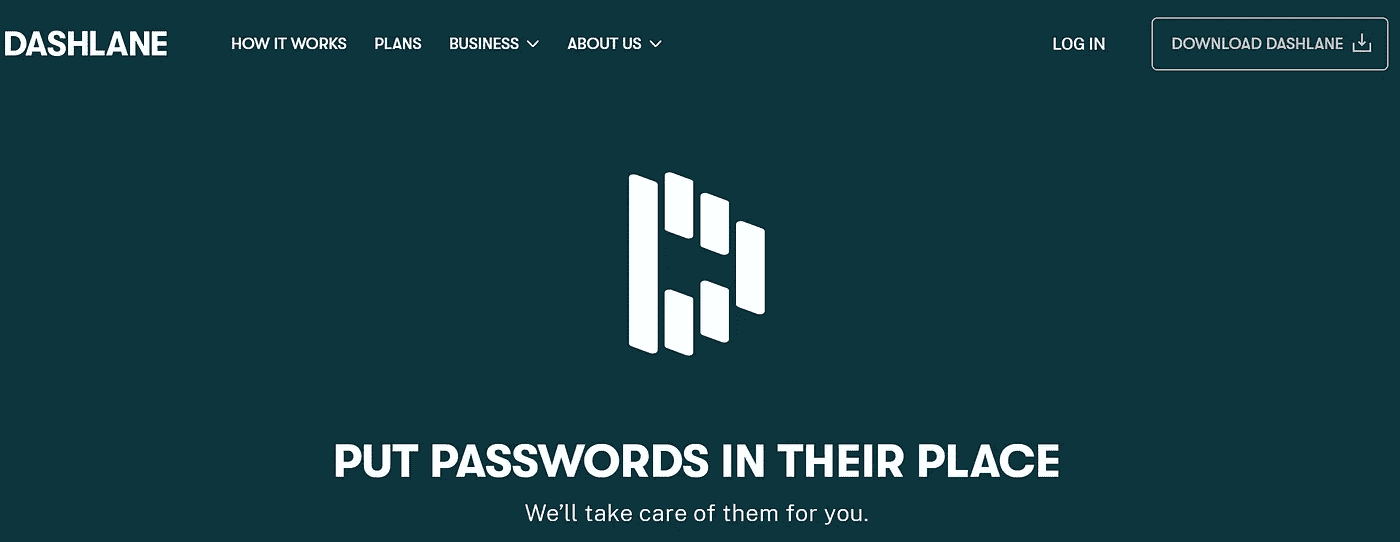 DASHLANE HOW IT WORKS PLANS BUSINESS ABOUT US LOG IN DOWNLOAD DASHLANE
PUT PASSWORDS IN THEIR PLACE
We’ll take care of them for you.